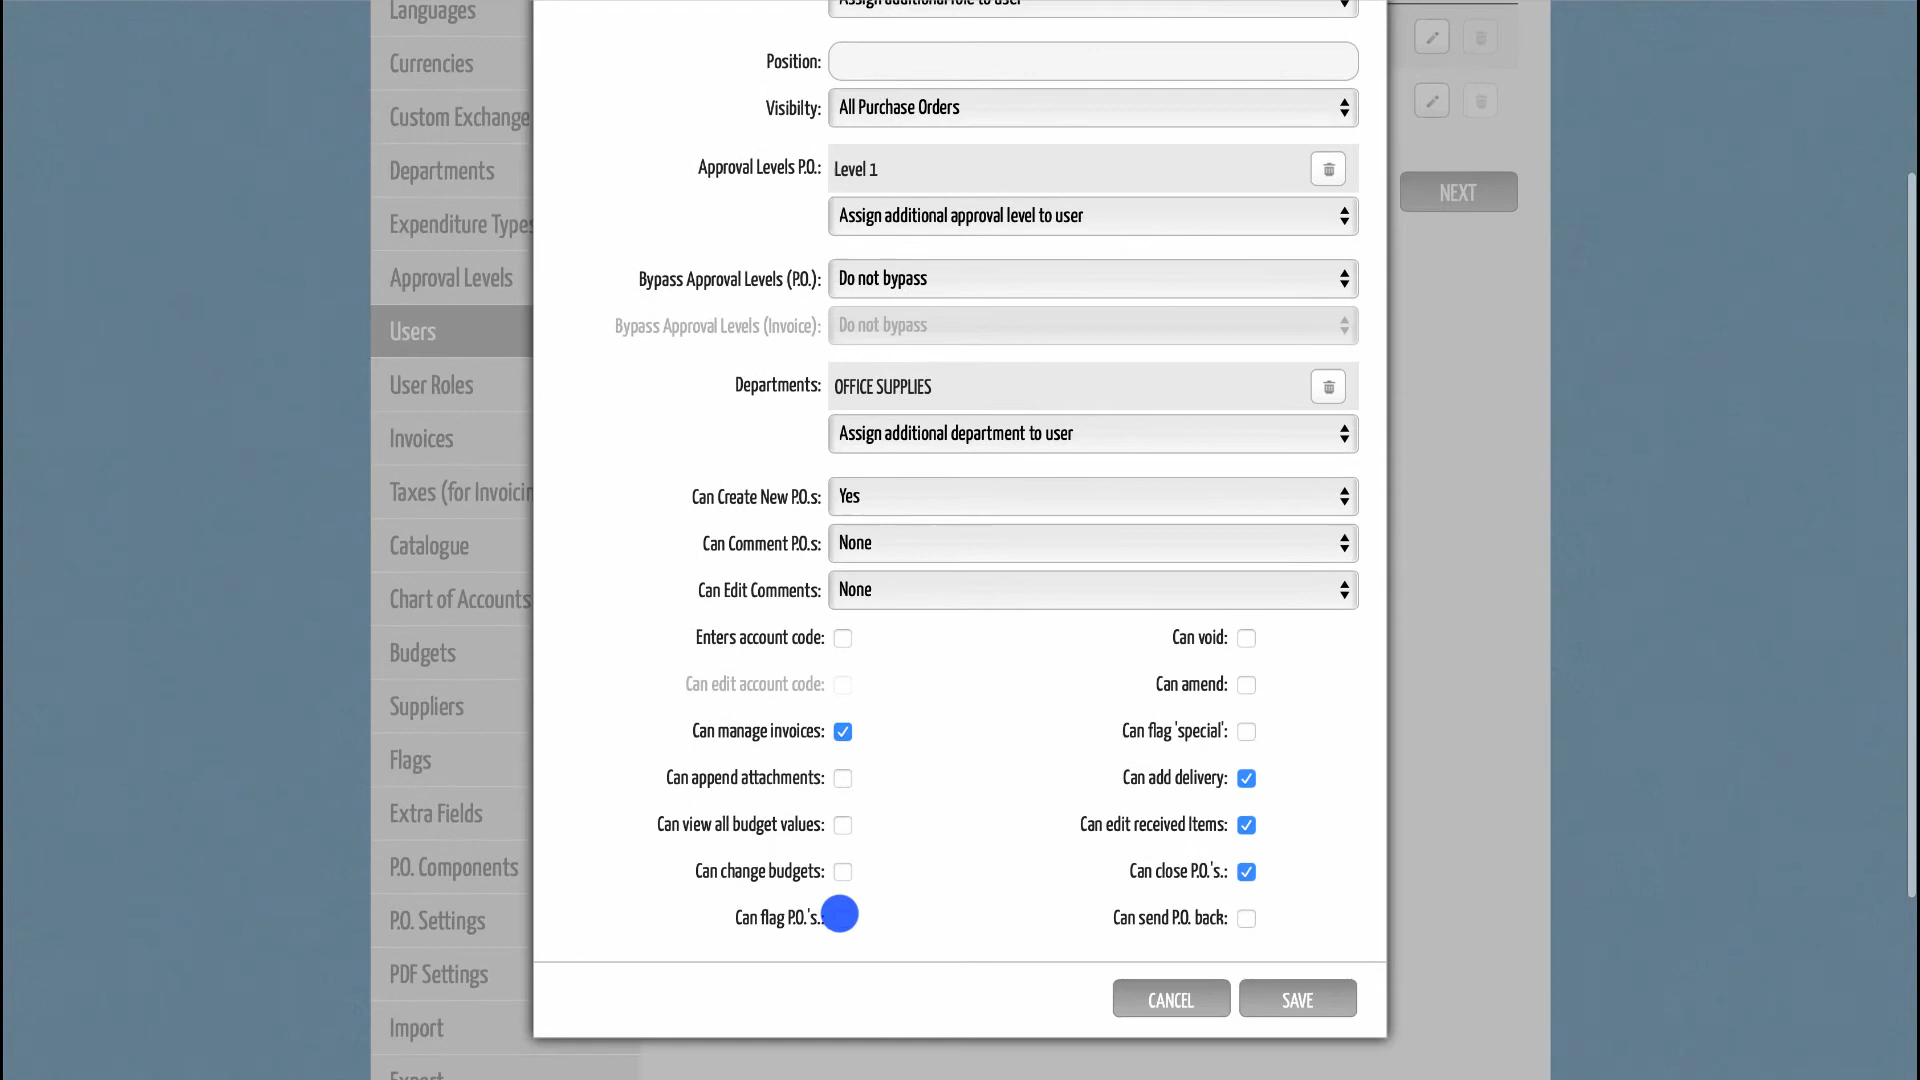 Languages
Currencies
Custom Exchange
Departments
Expenditure Types
Approval Levels
Users
User Roles
Invoices
Taxes (for Invoicin
Catalogue
Chart of Accounts
Budgets
Suppliers
Flags
Extra Fields
P.O. Components
P.O. Settings
PDF Settings
Import
Export
Assign additional role to user
Position:
Visibilty: All Purchase Orders
Approval Levels P.O.: Level 1
Assign additional approval level to user
Bypass Approval Levels (P.O.): Do not bypass
Bypass Approval Levels (Invoice): Do not bypass
Departments: OFFICE SUPPLIES
Assign additional department to user
Can Create New P.O.s: Yes
Can Comment P.O.s: None
Can Edit Comments: None
Enters account code: Can void:
Can edit account code: Can amend:
Can manage invoices: Can flag 'special':
Can append attachments: Can add delivery:
Can view all budget values: Can edit received Items:
Can change budgets: Can close P.O.'s.:
Can flag P.O.'s.: Can send P.O. back:
CANCEL SAVE
NEXT